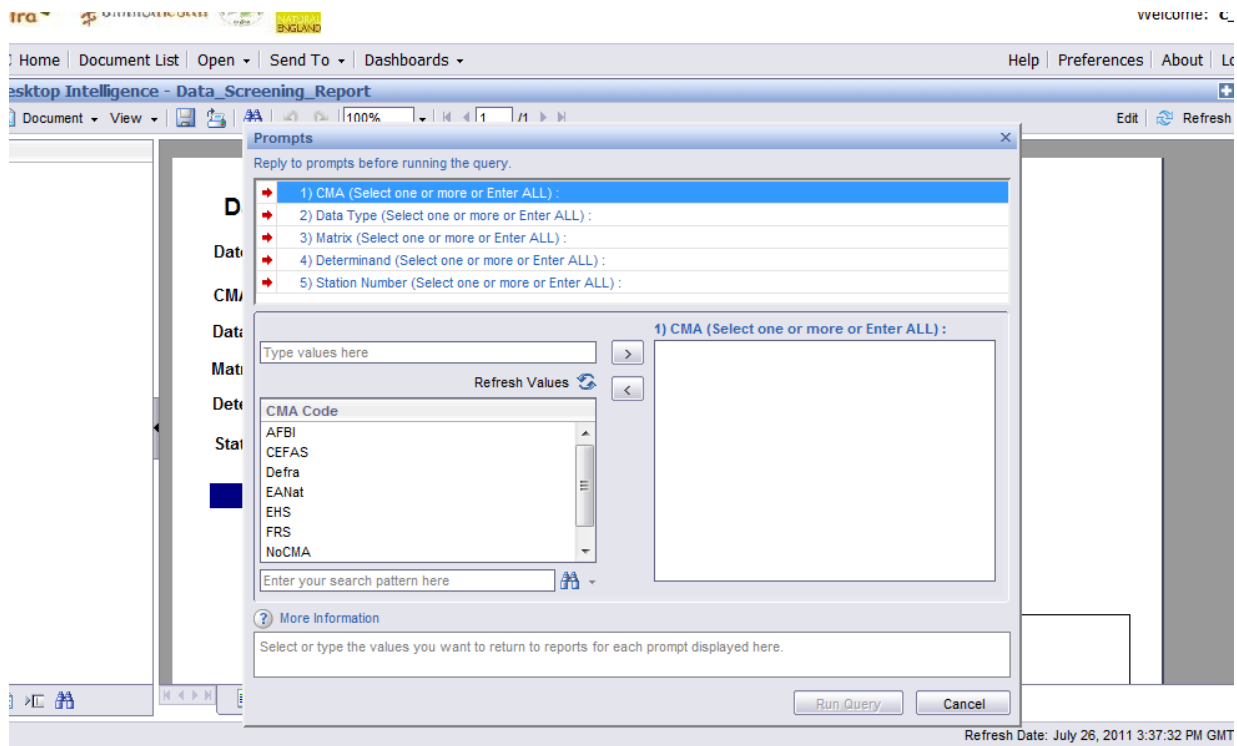 NATURAL
ENGLAND
Welcome:
Home Document List Open Send To Dashboards
Help Preferences About
Desktop Intelligence - Data_Screening_Report
Document View 100% 1 /1
Edit Refresh
Prompts
Reply to prompts before running the query.
1) CMA (Select one or more or Enter ALL) :
2) Data Type (Select one or more or Enter ALL) :
3) Matrix (Select one or more or Enter ALL) :
4) Determinand (Select one or more or Enter ALL) :
5) Station Number (Select one or more or Enter ALL) :
1) CMA (Select one or more or Enter ALL) :
Type values here
>
Refresh Values
<
CMA Code
AFBI
CEFAS
Defra
EANat
EHS
FRS
NoCMA
Enter your search pattern here
? More Information
Select or type the values you want to return to reports for each prompt displayed here.
Run Query Cancel
Refresh Date: July 26, 2011 3:37:32 PM GMT